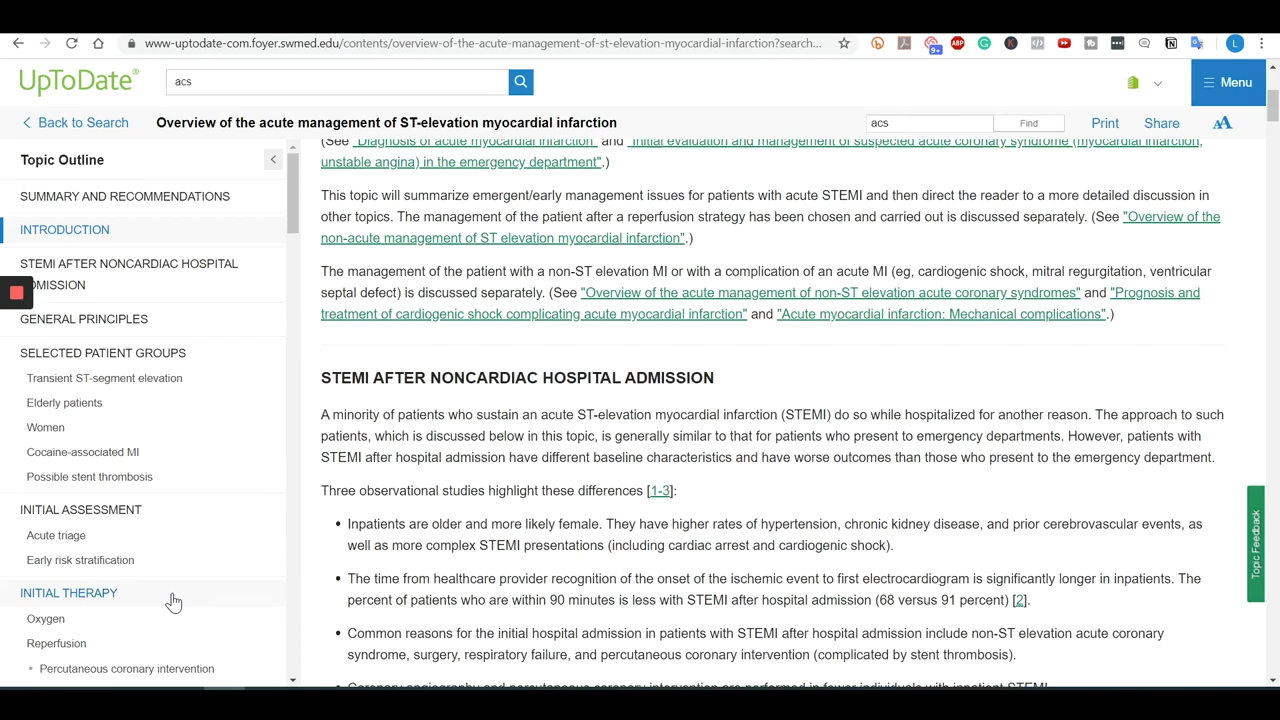 www-uptodate-com.foyer.swmed.edu/contents/overview-of-the-acute-management-of-st-elevation-myocardial-infarction?search...
9+
ABP
L
UpToDate®
acs
Menu
Back to Search
Overview of the acute management of ST-elevation myocardial infarction
acs
Find
Print
Share
AA
Topic Outline
SUMMARY AND RECOMMENDATIONS
INTRODUCTION
STEMI AFTER NONCARDIAC HOSPITAL
DMISSION
GENERAL PRINCIPLES
SELECTED PATIENT GROUPS
Transient ST-segment elevation
Elderly patients
Women
Cocaine-associated MI
Possible stent thrombosis
INITIAL ASSESSMENT
Acute triage
Early risk stratification
INITIAL THERAPY
Oxygen
Reperfusion
• Percutaneous coronary intervention
(See "Diagnosis of acute myocardial infarction" and "Initial evaluation and management of suspected acute coronary syndrome (myocardial infarction,
unstable angina) in the emergency department".)
This topic will summarize emergent/early management issues for patients with acute STEMI and then direct the reader to a more detailed discussion in
other topics. The management of the patient after a reperfusion strategy has been chosen and carried out is discussed separately. (See "Overview of the
non-acute management of ST elevation myocardial infarction".)
The management of the patient with a non-ST elevation MI or with a complication of an acute MI (eg, cardiogenic shock, mitral regurgitation, ventricular
septal defect) is discussed separately. (See "Overview of the acute management of non-ST elevation acute coronary syndromes" and "Prognosis and
treatment of cardiogenic shock complicating acute myocardial infarction" and "Acute myocardial infarction: Mechanical complications".)
STEMI AFTER NONCARDIAC HOSPITAL ADMISSION
A minority of patients who sustain an acute ST-elevation myocardial infarction (STEMI) do so while hospitalized for another reason. The approach to such
patients, which is discussed below in this topic, is generally similar to that for patients who present to emergency departments. However, patients with
STEMI after hospital admission have different baseline characteristics and have worse outcomes than those who present to the emergency department.
Three observational studies highlight these differences [1-3]:
• Inpatients are older and more likely female. They have higher rates of hypertension, chronic kidney disease, and prior cerebrovascular events, as
well as more complex STEMI presentations (including cardiac arrest and cardiogenic shock).
• The time from healthcare provider recognition of the onset of the ischemic event to first electrocardiogram is significantly longer in inpatients. The
percent of patients who are within 90 minutes is less with STEMI after hospital admission (68 versus 91 percent) [2].
• Common reasons for the initial hospital admission in patients with STEMI after hospital admission include non-ST elevation acute coronary
syndrome, surgery, respiratory failure, and percutaneous coronary intervention (complicated by stent thrombosis).
• Coronary angiography and percutaneous coronary intervention are performed in fewer individuals with inpatient STEMI
Topic Feedback